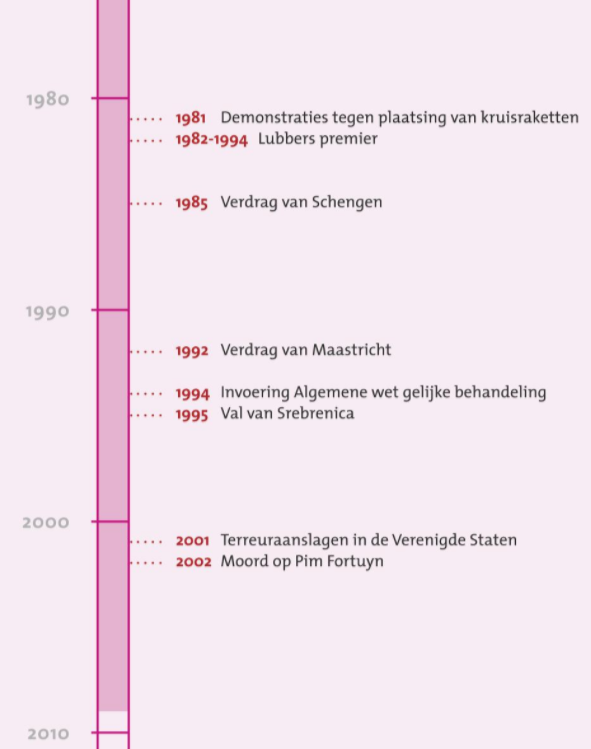 1980
1981 Demonstraties tegen plaatsing van kruisraketten
1982-1994 Lubbers premier
1985 Verdrag van Schengen
1990
1992 Verdrag van Maastricht
1994 Invoering Algemene wet gelijke behandeling
1995 Val van Srebrenica
2000
2001 Terreuraanslagen in de Verenigde Staten
2002 Moord op Pim Fortuyn
2010